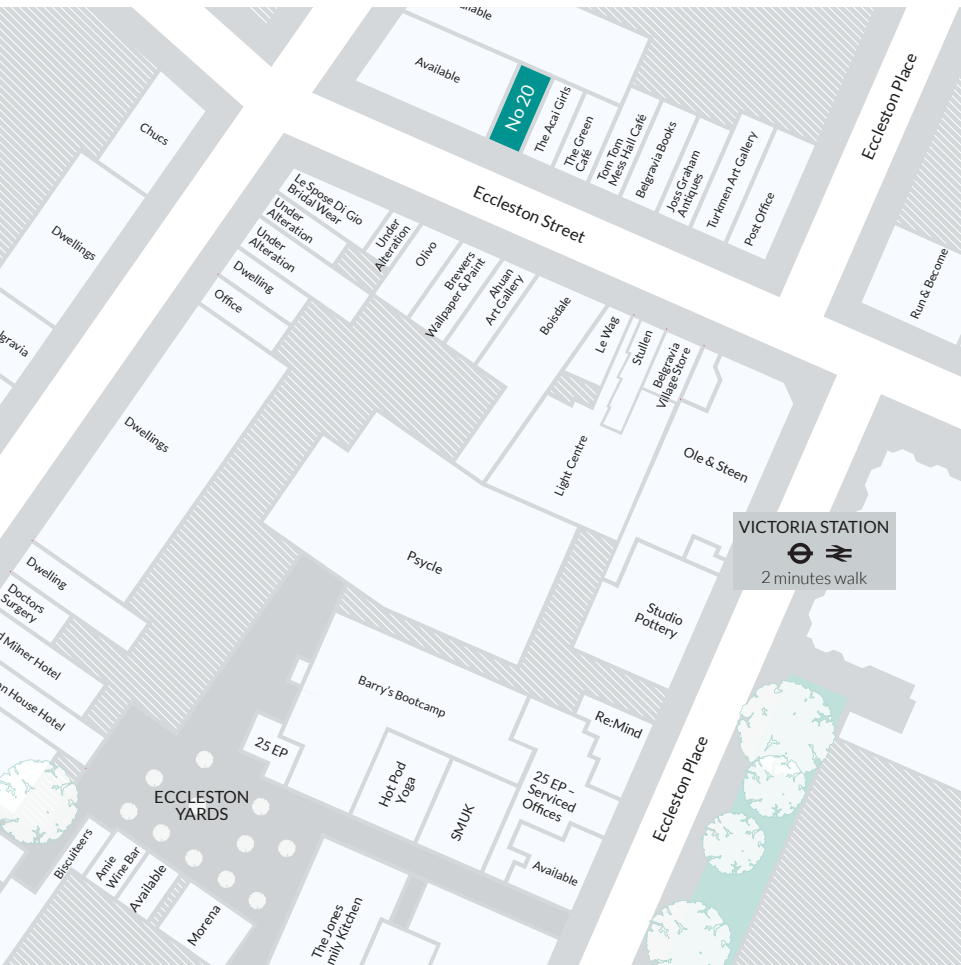 Available
No 20
The Acai Girls
The Green
Café
Tom Tom
Mess Hall Café
Belgravia Books
Joss Graham
Antiques
Turkmen Art Gallery
Post Office
Eccleston Place
Run & Become
Chucs
Dwellings
Eccleston Street
Le Spose Di Gio
Bridal Wear
Under
Alteration
Under
Alteration
Dwelling
Office
Under
Alteration
Olivo
Brewers
Wallpaper & Paint
Ahuan
Art Gallery
Boisdale
Le Wag
Stullen
Belgravia
Village Store
Light Centre
Ole & Steen
Dwellings
Psycle
VICTORIA STATION
2 minutes walk
Studio
Pottery
Dwelling
Doctors
Surgery
Milner Hotel
House Hotel
Barry's Bootcamp
25 EP
Hot Pod
Yoga
SMUK
Re:Mind
25 EP –
Serviced
Offices
Available
Eccleston Place
ECCLESTON
YARDS
Biscuiteers
Amie
Wine Bar
Available
Morena
The Jones
Kitchen